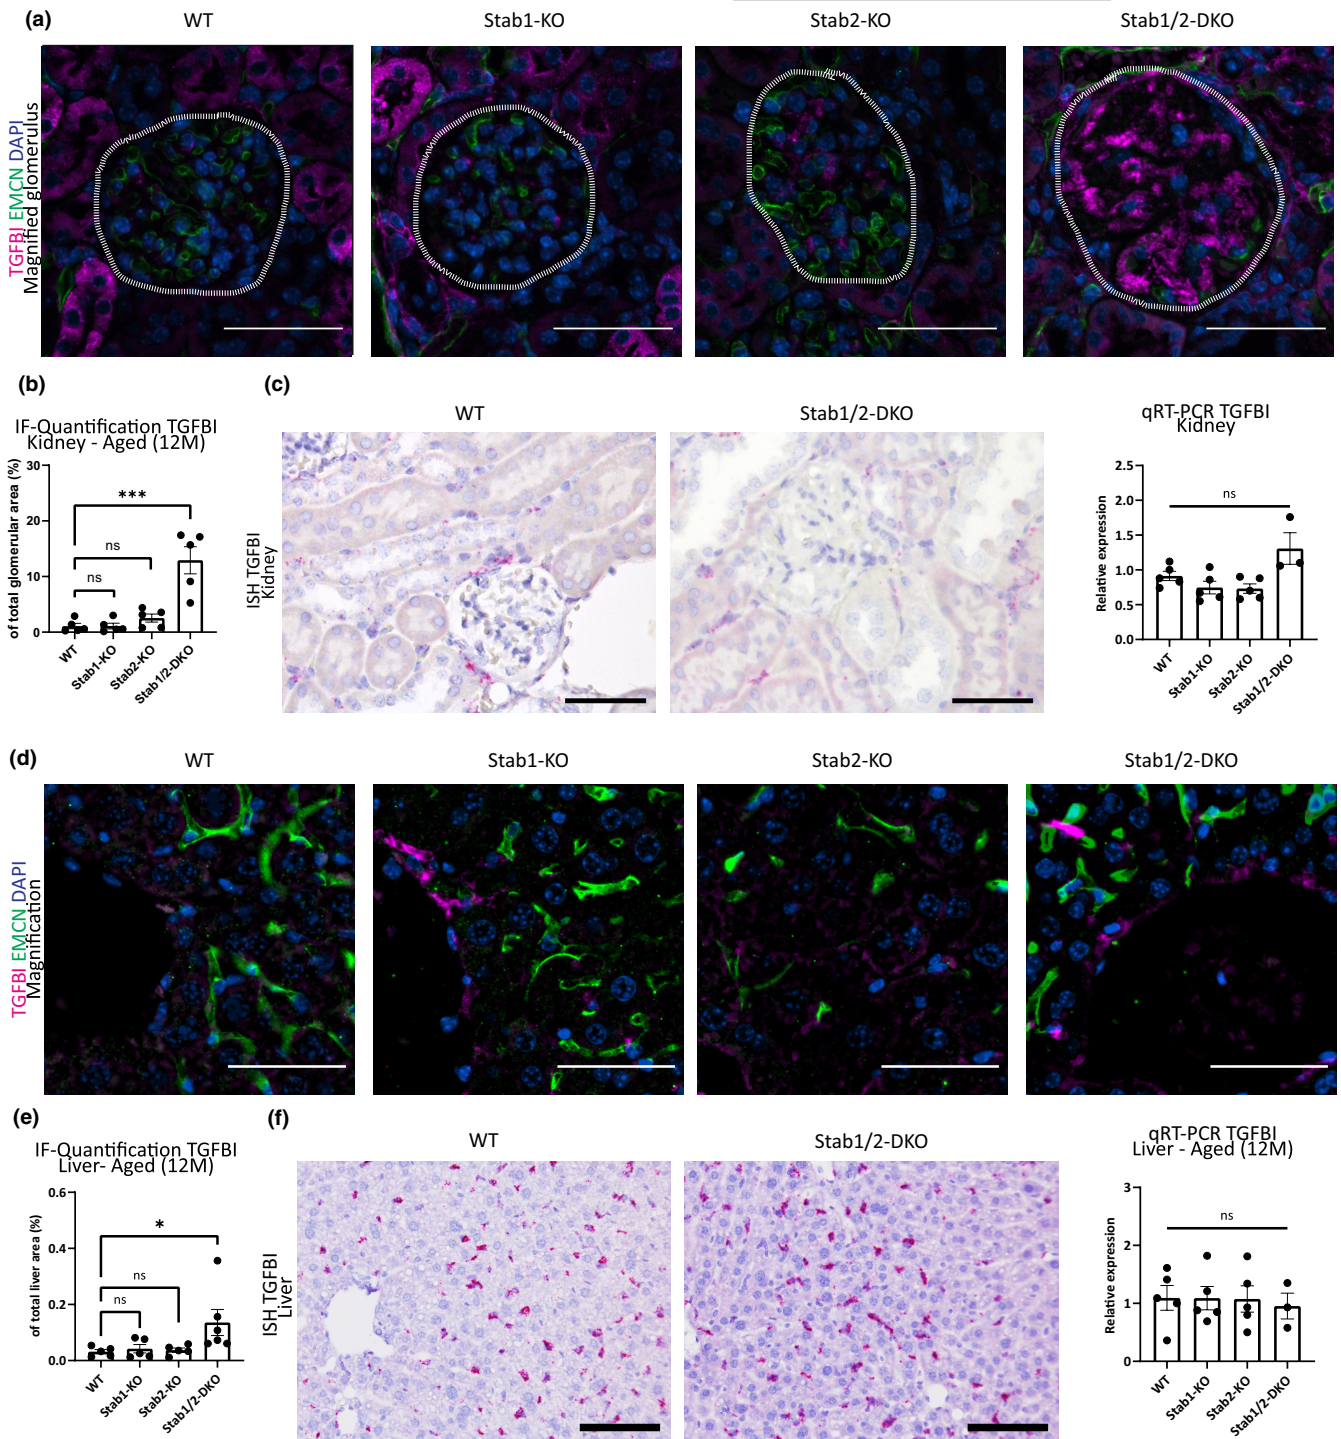 (a)
WT
Stab1-KO
Stab2-KO
Stab1/2-DKO
TGFBI EMCN DAPI
Magnified glomerulus
(b)
IF-Quantification TGFBI
Kidney - Aged (12M)
of total glomerular area (%)
30
20
10
0
***
ns
ns
WT
Stab1-KO
Stab2-KO
Stab1/2-DKO
(c)
WT
Stab1/2-DKO
ISH TGFBI
Kidney
qRT-PCR TGFBI
Kidney
Relative expression
2.5
2.0
1.5
1.0
0.5
0.0
ns
WT
Stab1-KO
Stab2-KO
Stab1/2-DKO
(d)
WT
Stab1-KO
Stab2-KO
Stab1/2-DKO
TGFBI EMCN DAPI
Magnification
(e)
IF-Quantification TGFBI
Liver- Aged (12M)
of total liver area (%)
0.6
0.4
0.2
0.0
*
ns
ns
WT
Stab1-KO
Stab2-KO
Stab1/2-DKO
(f)
WT
Stab1/2-DKO
ISH TGFBI
Liver
qRT-PCR TGFBI
Liver - Aged (12M)
Relative expression
3
2
1
0
ns
WT
Stab1-KO
Stab2-KO
Stab1/2-DKO